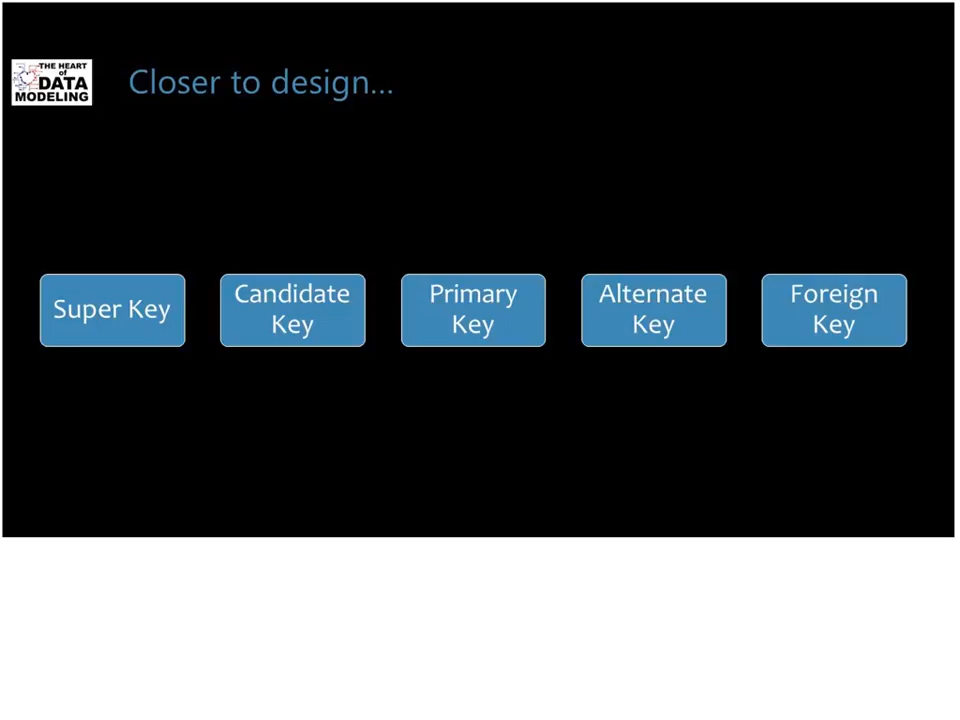 THE HEART
of
DATA
MODELING
Closer to design...
Super Key
Candidate
Key
Primary
Key
Alternate
Key
Foreign
Key